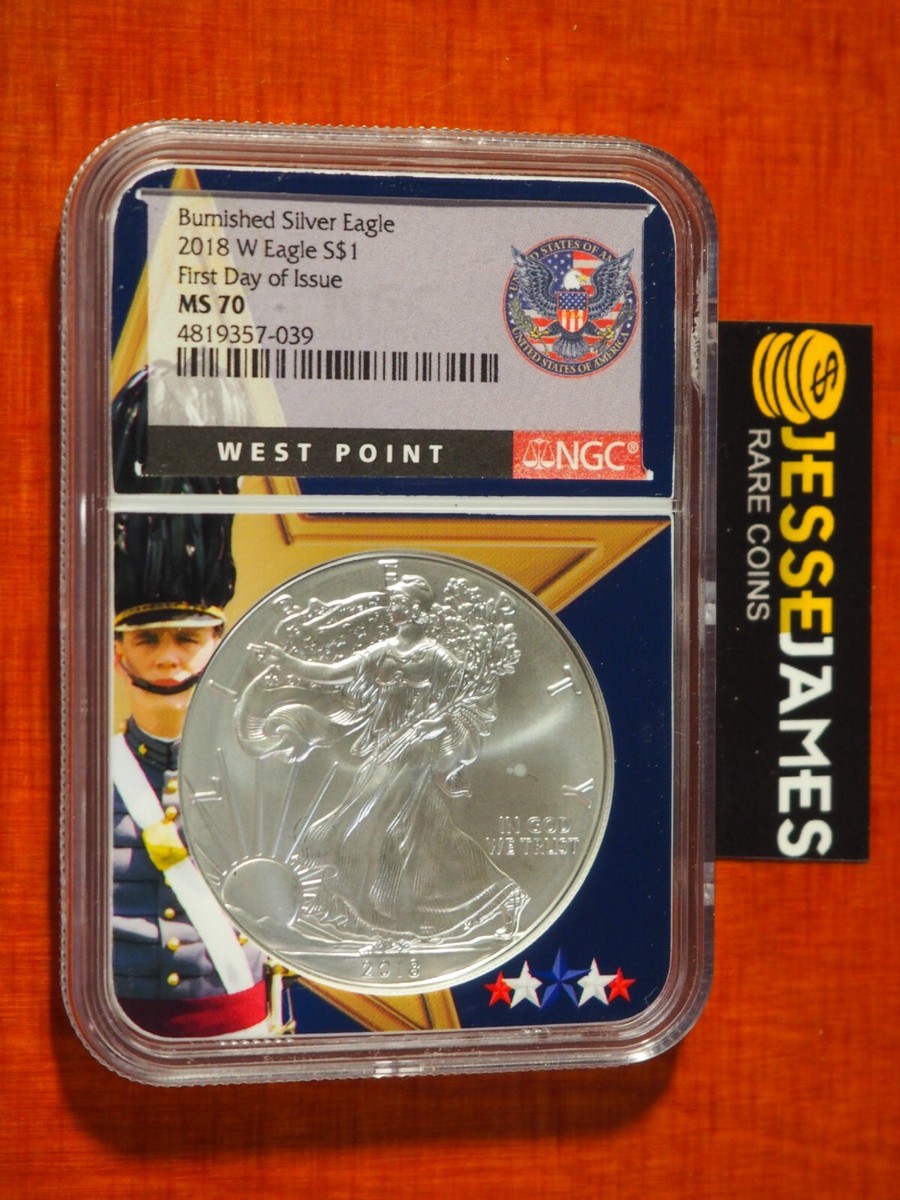 Burnished Silver Eagle
2018 W Eagle S$1
First Day of Issue
MS 70
4819357-039
UNITED STATES OF AMERICA
WEST POINT
NGC®
LIBERTY
IN GOD
WE TRUST
2018
$
JESSEJAMES
RARE COINS